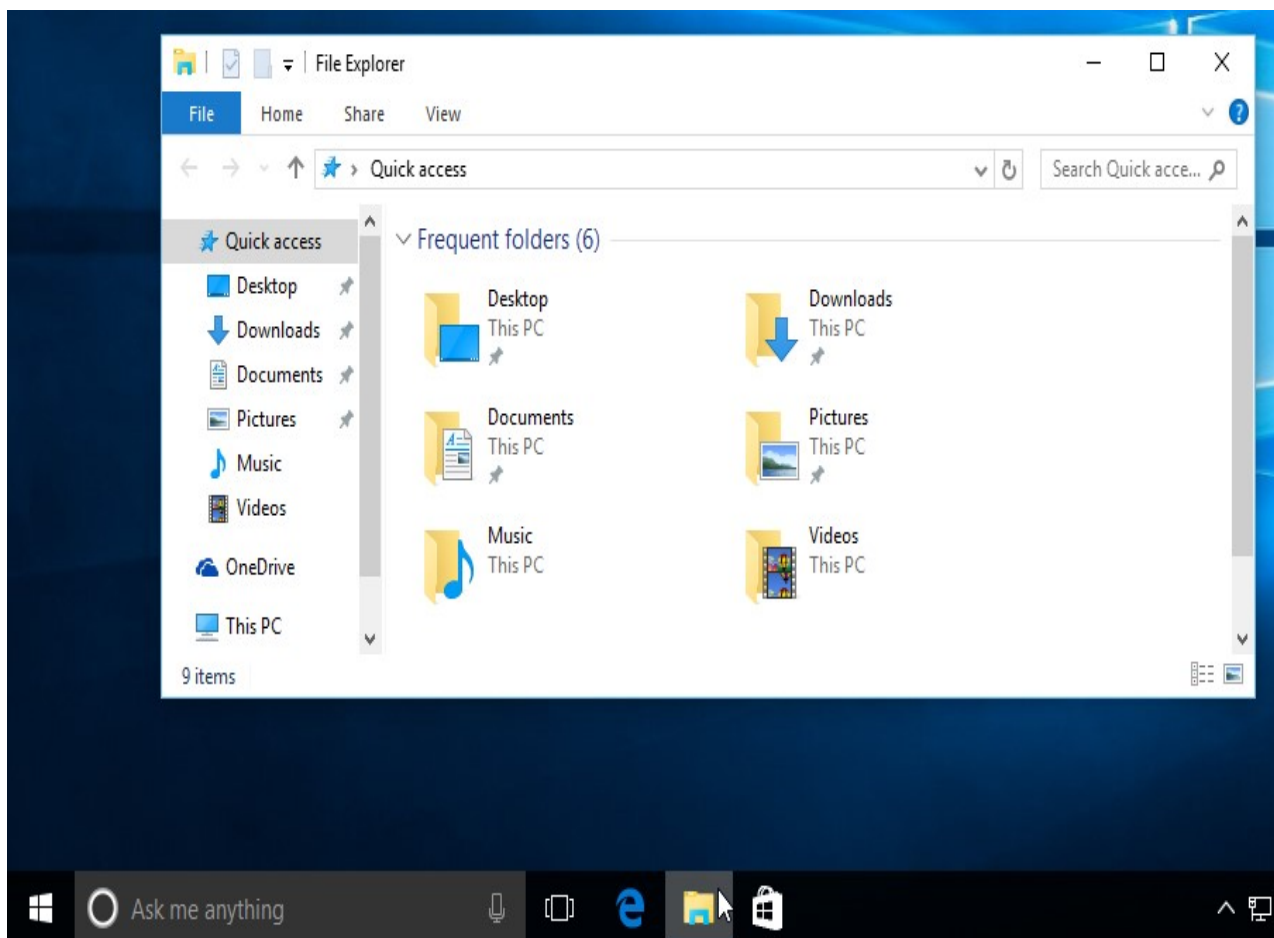 File Explorer
File Home Share View
Quick access
Search Quick acce...
Quick access
Desktop
Downloads
Documents
Pictures
Music
Videos
OneDrive
This PC
Frequent folders (6)
Desktop
This PC
Downloads
This PC
Documents
This PC
Pictures
This PC
Music
This PC
Videos
This PC
9 items
Ask me anything